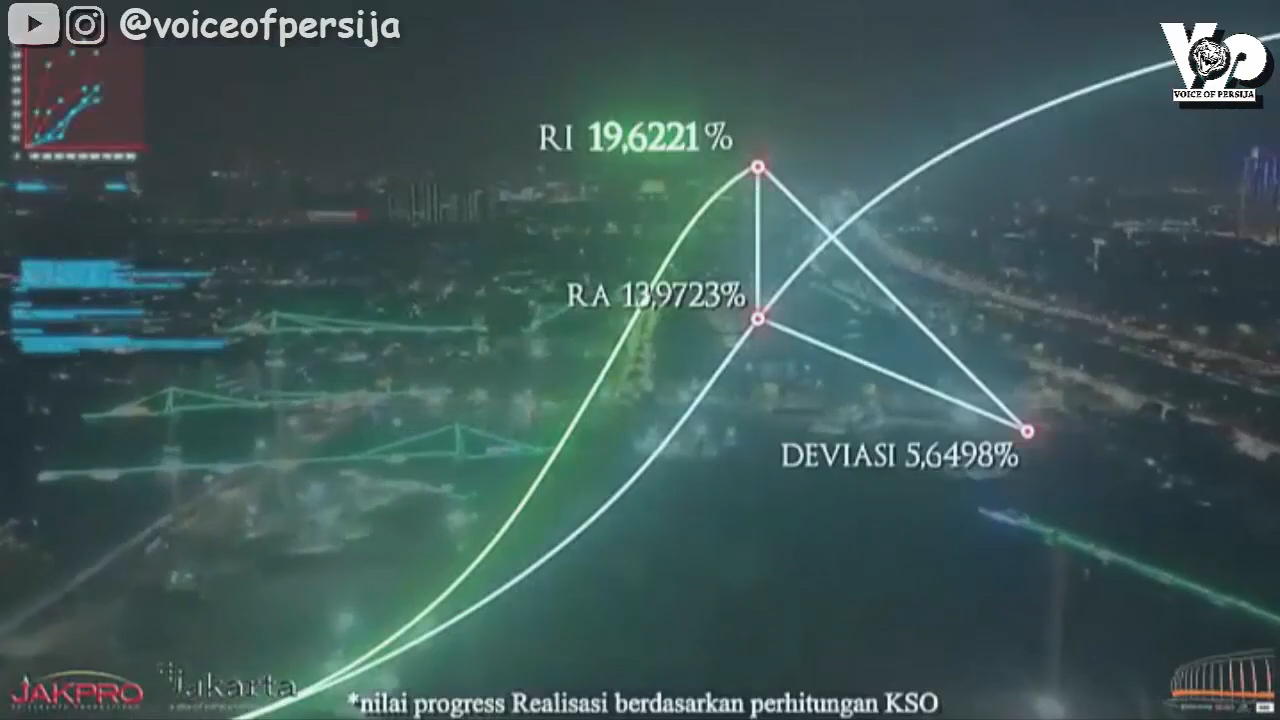 @voiceofpersija
VP
VOICE OF PERSIJA
RI 19,6221%
RA 13,9723%
DEVIASI 5,6498%
JAKPRO
jakarta
*nilai progress Realisasi berdasarkan perhitungan KSO